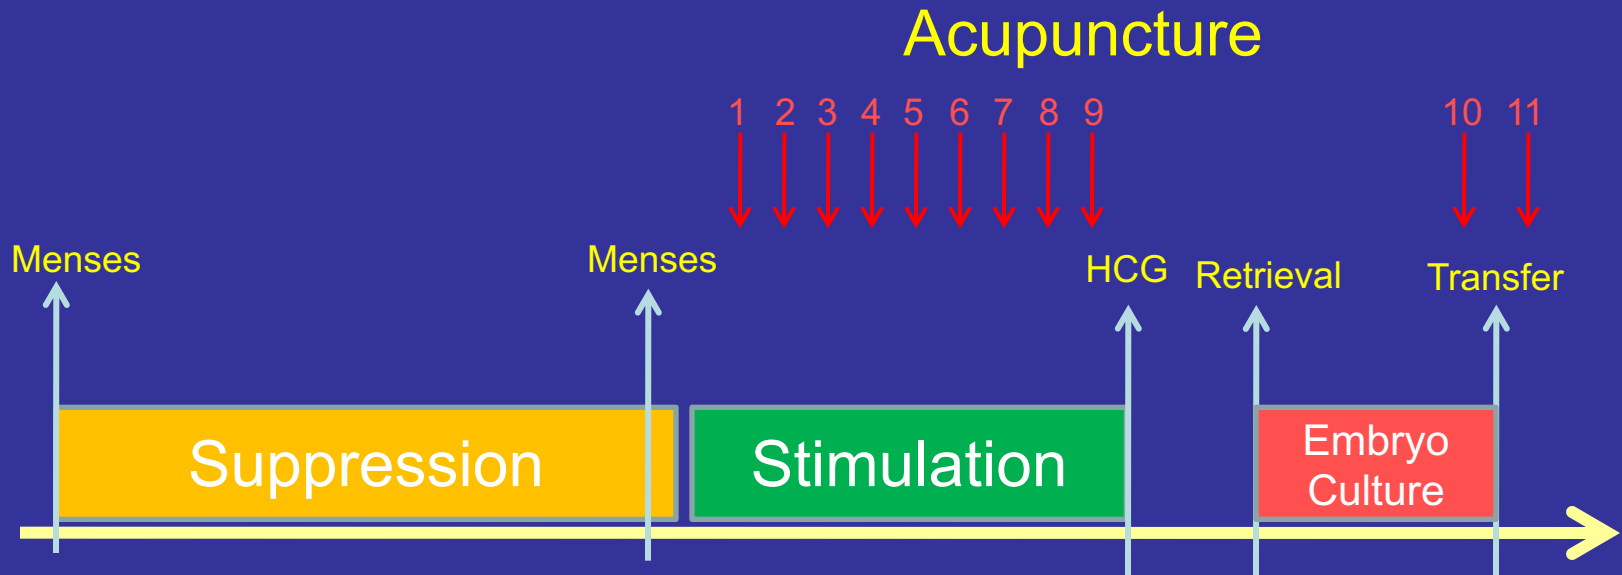 Acupuncture
1 2 3 4 5 6 7 8 9 10 11
Menses Menses HCG Retrieval Transfer
Suppression Stimulation Embryo
Culture